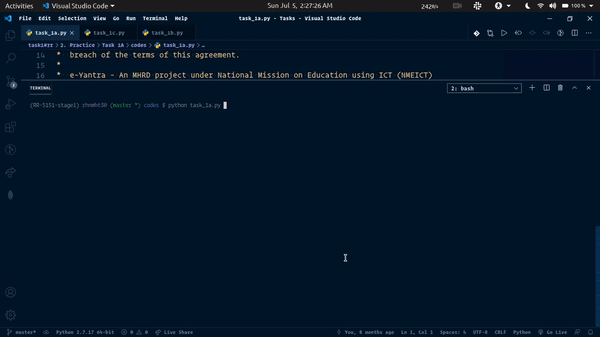 Activities Visual Studio Code Sun Jul 5, 2:27:26 AM 242 100 %
File Edit Selection View Go Run Terminal Help task_1a.py - Tasks - Visual Studio Code
task_1a.py task_1c.py task_1b.py
task1#rr > 2. Practice > Task 1A > codes > task_1a.py > …
14 * breach of the terms of this agreement.
15 *
16 * e-Yantra - An MHRD project under National Mission on Education using ICT (NMEICT)
TERMINAL 2: bash
(master *) codes $ python task_1a.py
master* Python 2.7.17 64-bit 0 0 Live Share You, 8 months ago Ln 1, Col 1 Spaces: 4 UTF-8 CRLF Python Go Live